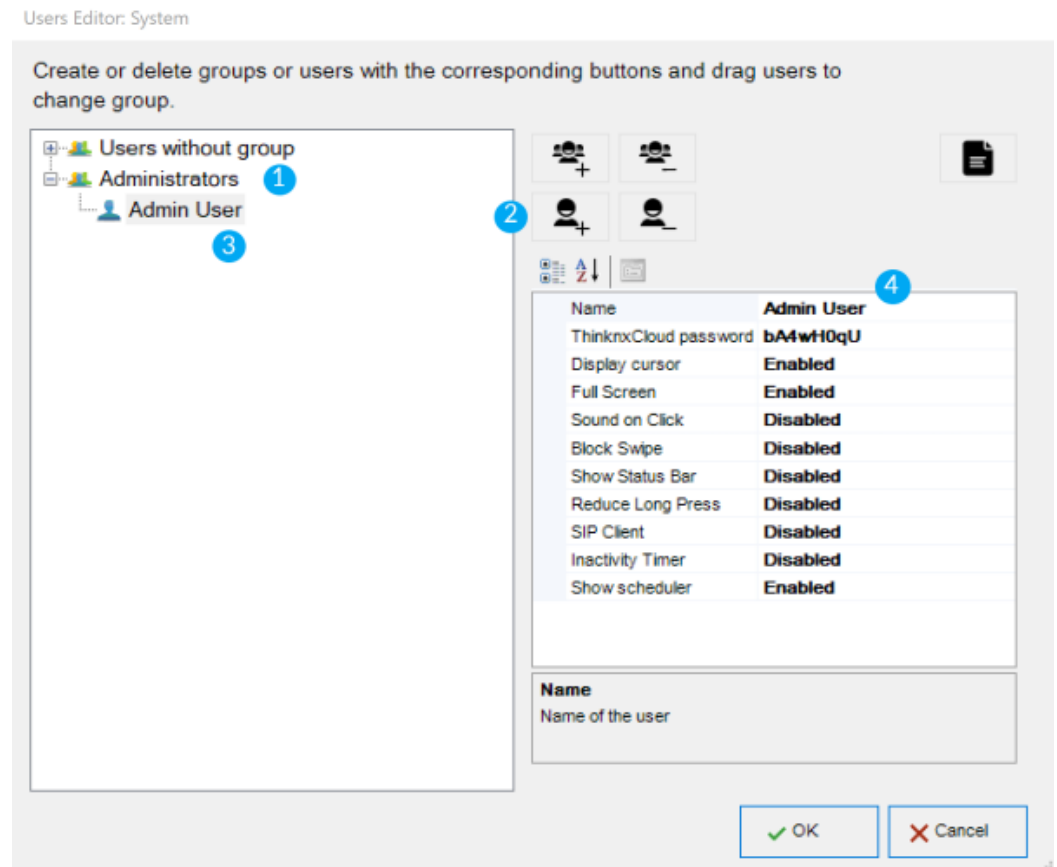 Users Editor: System
Create or delete groups or users with the corresponding buttons and drag users to
change group.
Users without group
Administrators 1
Admin User
3
2
4
Name Admin User
ThinknxCloud password bA4wH0qU
Display cursor Enabled
Full Screen Enabled
Sound on Click Disabled
Block Swipe Disabled
Show Status Bar Disabled
Reduce Long Press Disabled
SIP Client Disabled
Inactivity Timer Disabled
Show scheduler Enabled
Name
Name of the user
OK Cancel